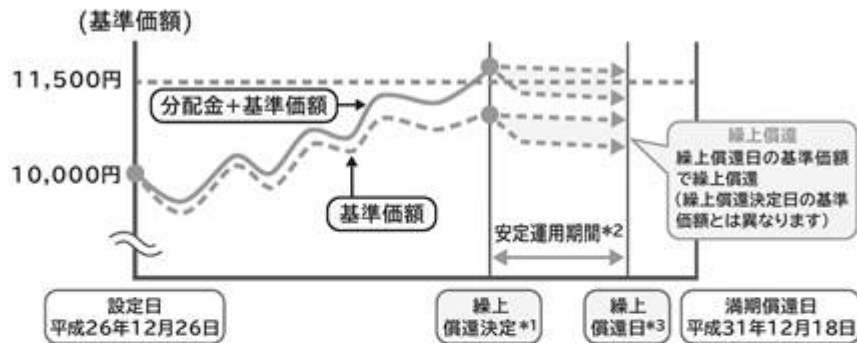 (基準価額)
11,500円
分配金+基準価額
10,000円
基準価額
繰上償還
繰上償還日の基準価額
で繰上償還
(繰上償還決定日の基準
価額とは異なります)
安定運用期間*2
設定日
平成26年12月26日
繰上
償還決定*1
繰上
償還日*3
満期償還日
平成31年12月18日